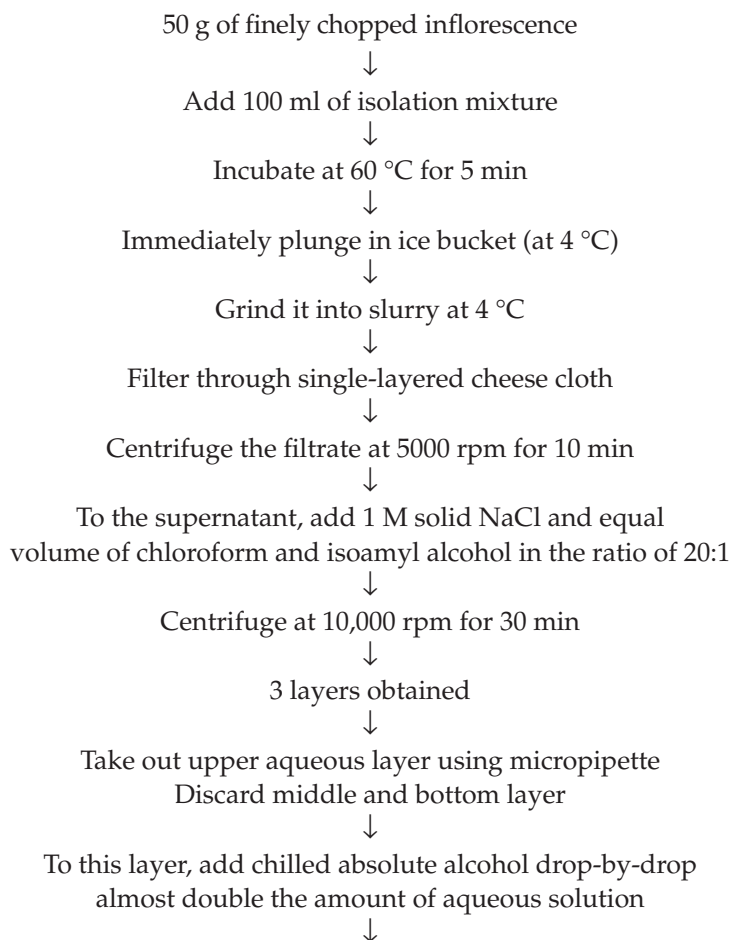 50 g of finely chopped inflorescence
↓
Add 100 ml of isolation mixture
↓
Incubate at 60 °C for 5 min
↓
Immediately plunge in ice bucket (at 4 °C)
↓
Grind it into slurry at 4 °C
↓
Filter through single-layered cheese cloth
↓
Centrifuge the filtrate at 5000 rpm for 10 min
↓
To the supernatant, add 1 M solid NaCl and equal
volume of chloroform and isoamyl alcohol in the ratio of 20:1
↓
Centrifuge at 10,000 rpm for 30 min
↓
3 layers obtained
↓
Take out upper aqueous layer using micropipette
Discard middle and bottom layer
↓
To this layer, add chilled absolute alcohol drop-by-drop
almost double the amount of aqueous solution
↓